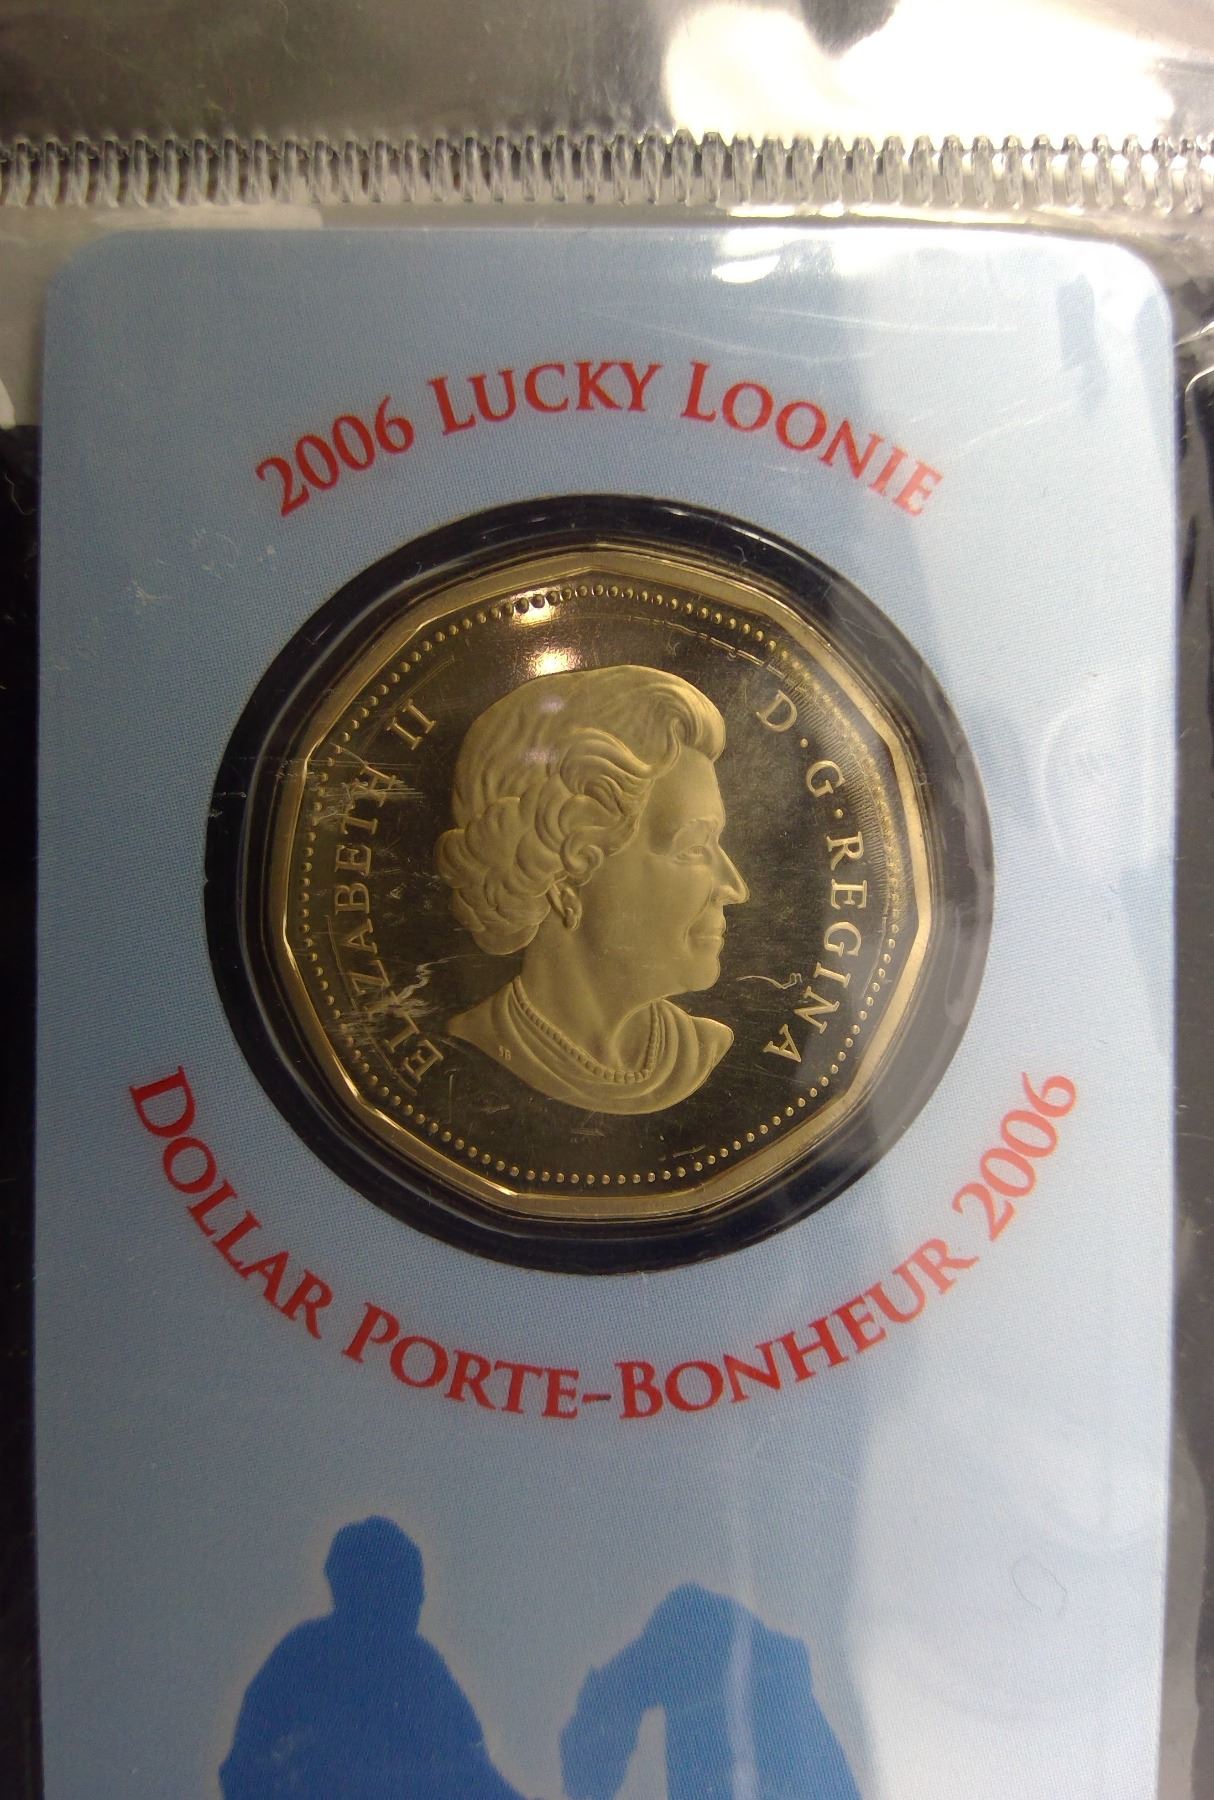 2006 LUCKY LOONIE
ELIZABETH II
D·G·REGINA
SB
DOLLAR PORTE-BONHEUR 2006